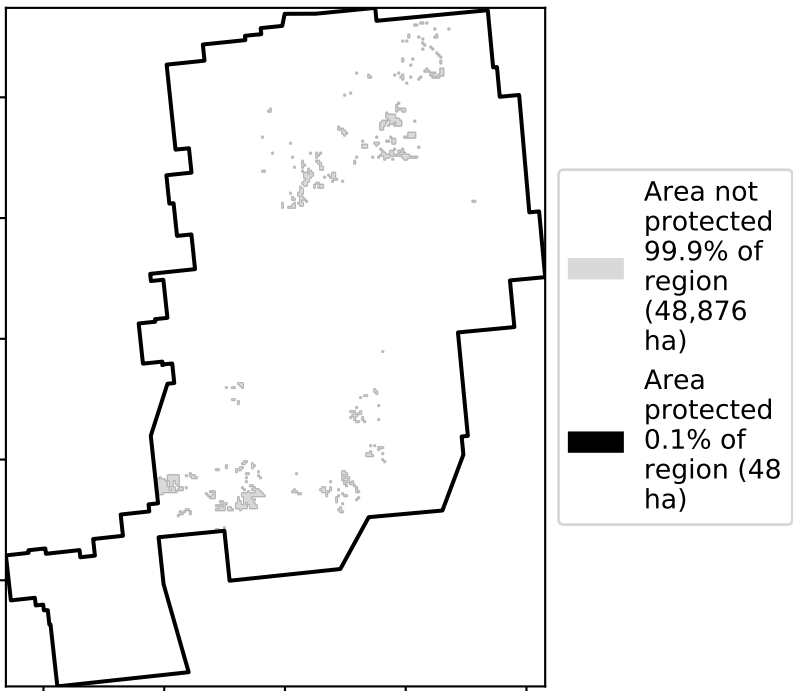 Area not
protected
99.9% of
region
(48,876
ha)
Area
protected
0.1% of
region (48
ha)